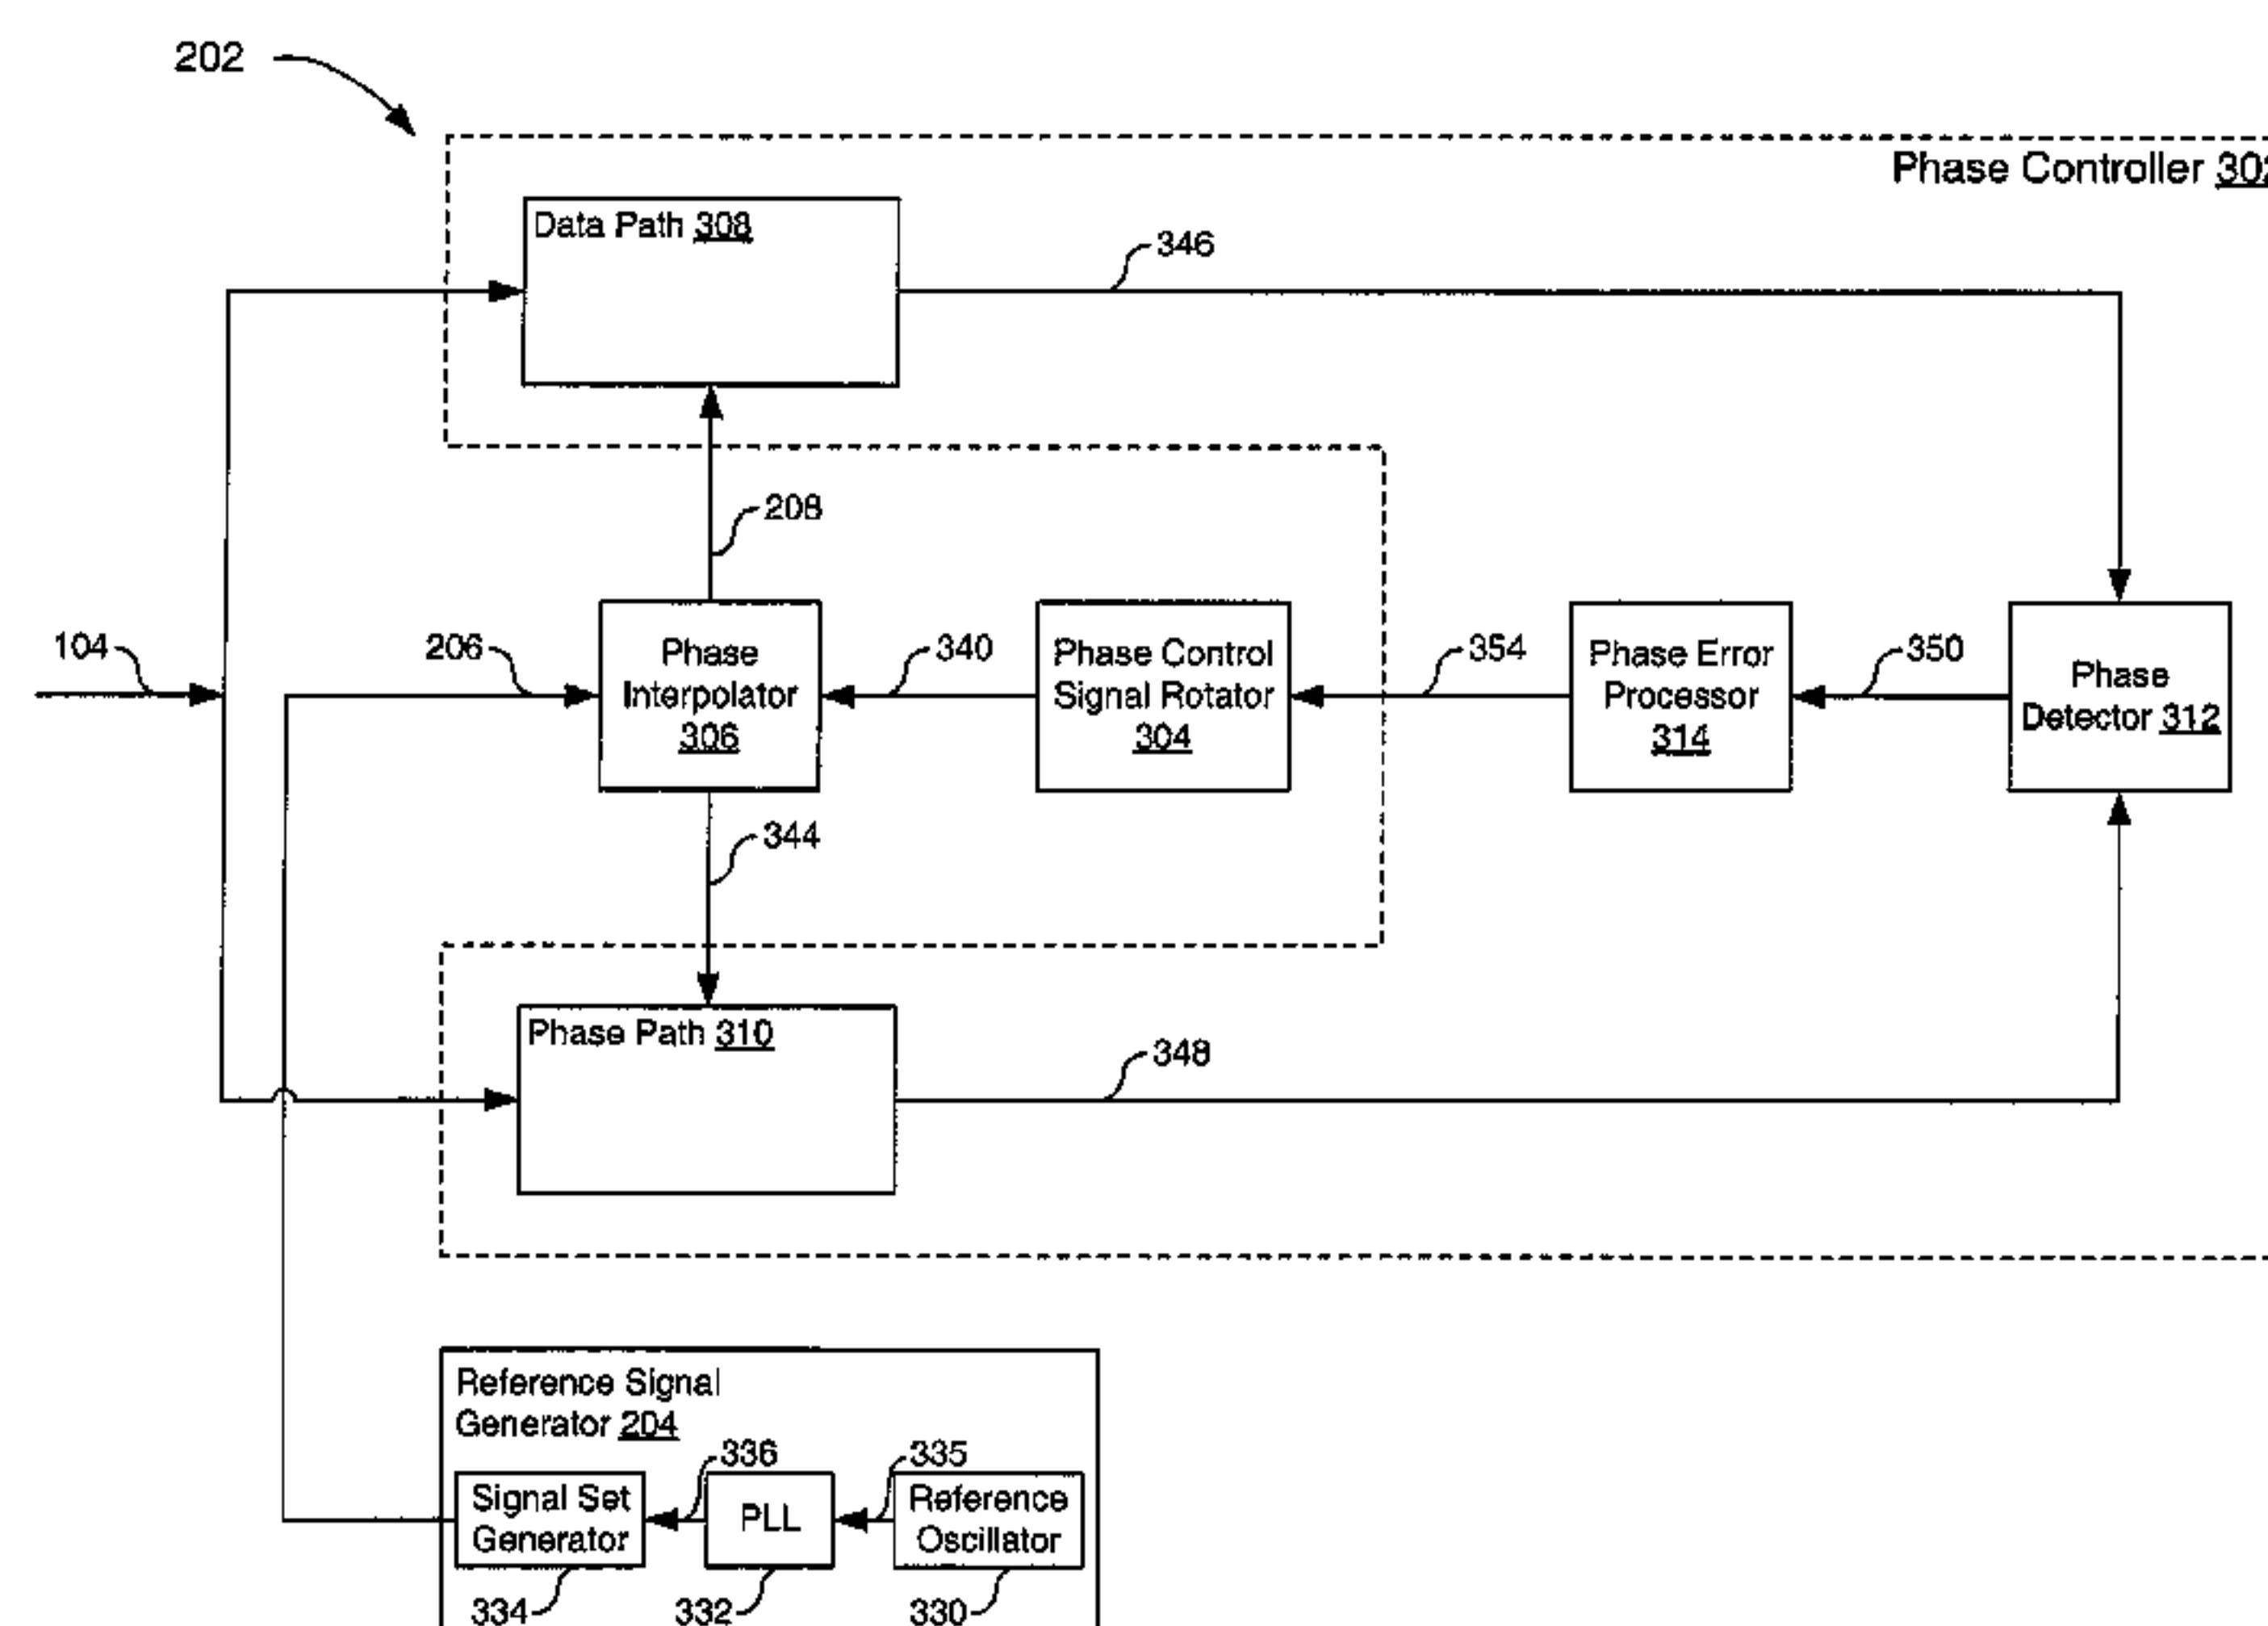 202
Phase Controller 302
Data Path 308
346
208
104
206
Phase
Interpolator
306
340
Phase Control
Signal Rotator
304
354
Phase Error
Processor
314
350
Phase
Detector 312
344
Phase Path 310
348
Reference Signal
Generator 204
336
335
Signal Set
Generator
PLL
Reference
Oscillator
334
332
330